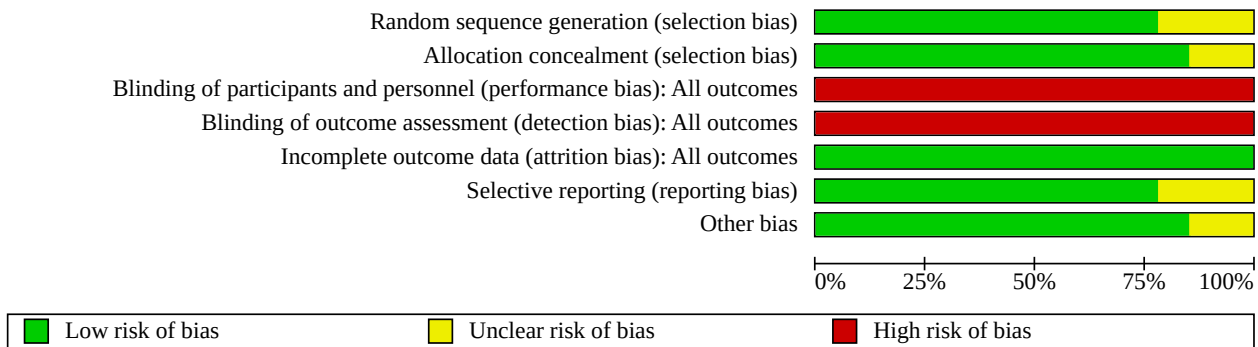 Random sequence generation (selection bias)
Allocation concealment (selection bias)
Blinding of participants and personnel (performance bias): All outcomes
Blinding of outcome assessment (detection bias): All outcomes
Incomplete outcome data (attrition bias): All outcomes
Selective reporting (reporting bias)
Other bias
0% 25% 50% 75% 100%
Low risk of bias Unclear risk of bias High risk of bias